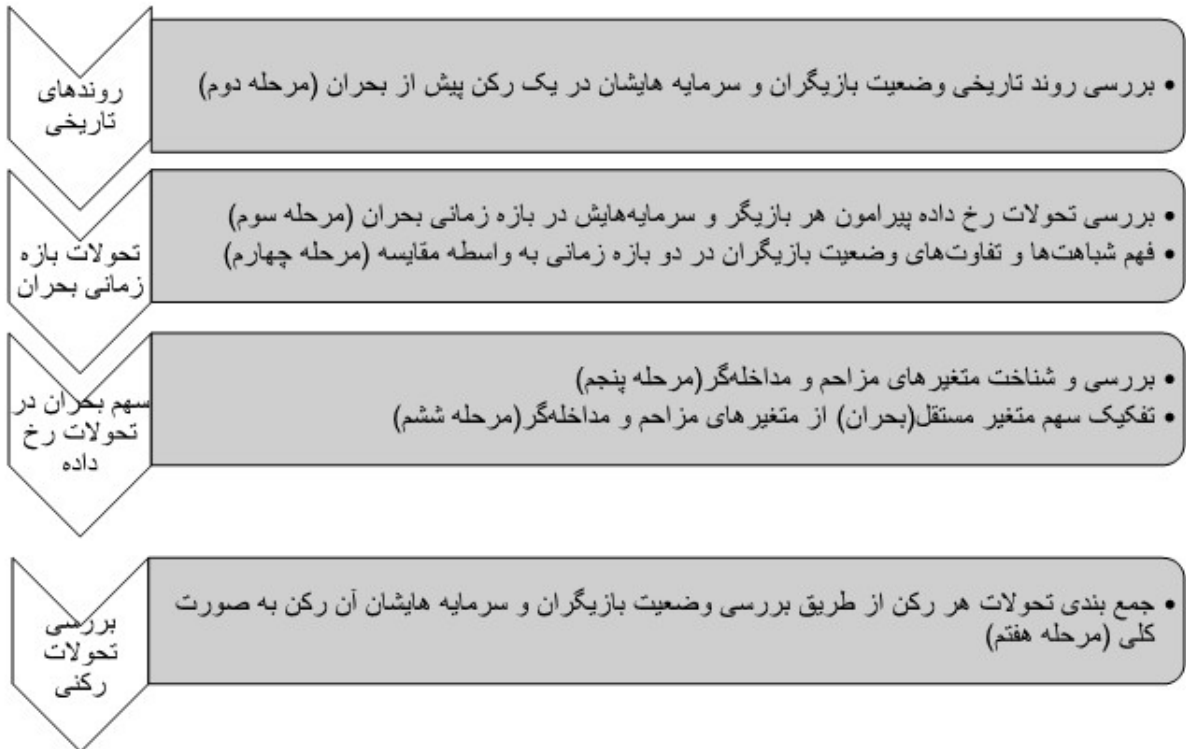 روندهای
تاریخی
• بررسی روند تاریخی وضعیت بازیگران و سرمایه هایشان در یک رکن پیش از بحران (مرحله دوم)
تحولات بازه
زمانی بحران
• بررسی تحولات رخ داده پیرامون هر بازیگر و سرمایه‌هایش در بازه زمانی بحران (مرحله سوم)
• فهم شباهت‌ها و تفاوت‌های وضعیت بازیگران در دو بازه زمانی به واسطه مقایسه (مرحله چهارم)
سهم بحران در
تحولات رخ
داده
• بررسی و شناخت متغیرهای مزاحم و مداخله‌گر(مرحله پنجم)
• تفکیک سهم متغیر مستقل(بحران) از متغیرهای مزاحم و مداخله‌گر(مرحله ششم)
بررسی
تحولات
رکنی
• جمع بندی تحولات هر رکن از طریق بررسی وضعیت بازیگران و سرمایه هایشان آن رکن به صورت
کلی (مرحله هفتم)